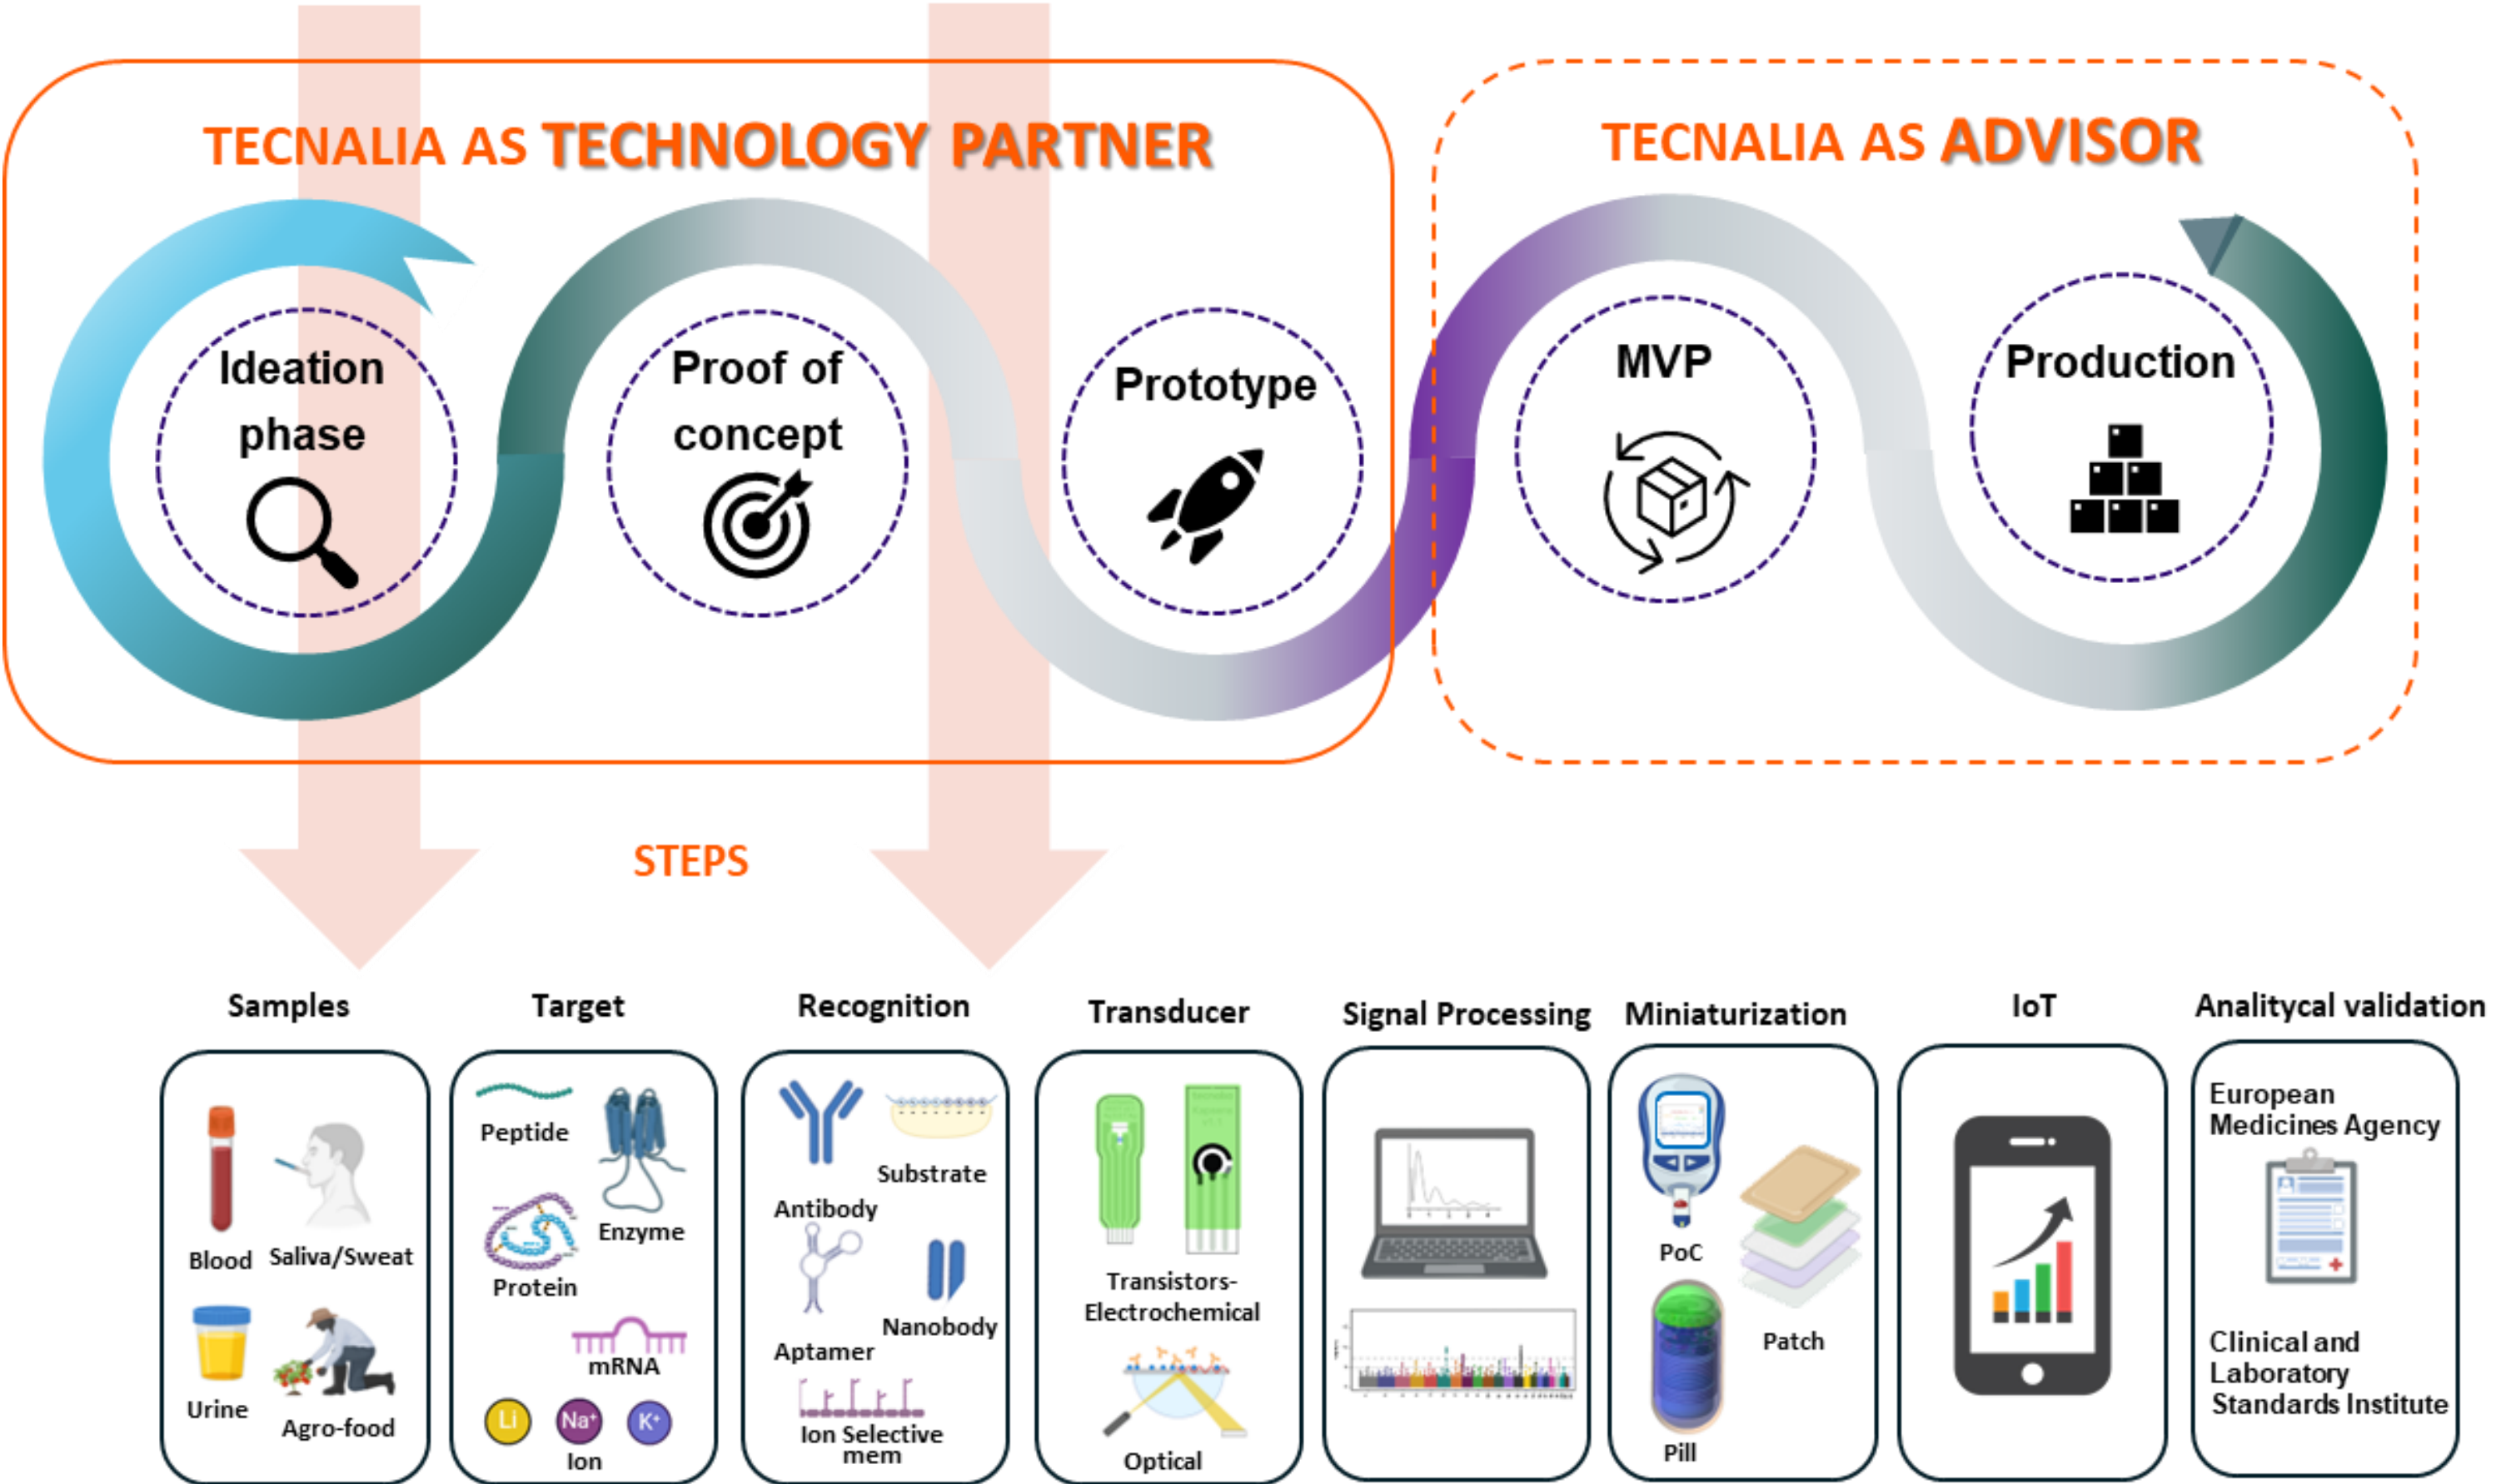 TECNALIA AS TECHNOLOGY PARTNER
TECNALIA AS ADVISOR
Ideation
phase
Proof of
concept
Prototype
MVP
Production
STEPS
Samples
Blood
Saliva/Sweat
Urine
Agro-food
Target
Peptide
Enzyme
Protein
mRNA
Li
Na⁺
K⁺
Ion
Recognition
Substrate
Antibody
Nanobody
Aptamer
Ion Selective
mem
Transducer
Transistors-
Electrochemical
Optical
Signal Processing
Miniaturization
PoC
Patch
Pill
IoT
Analitycal validation
European
Medicines Agency
Clinical and
Laboratory
Standards Institute